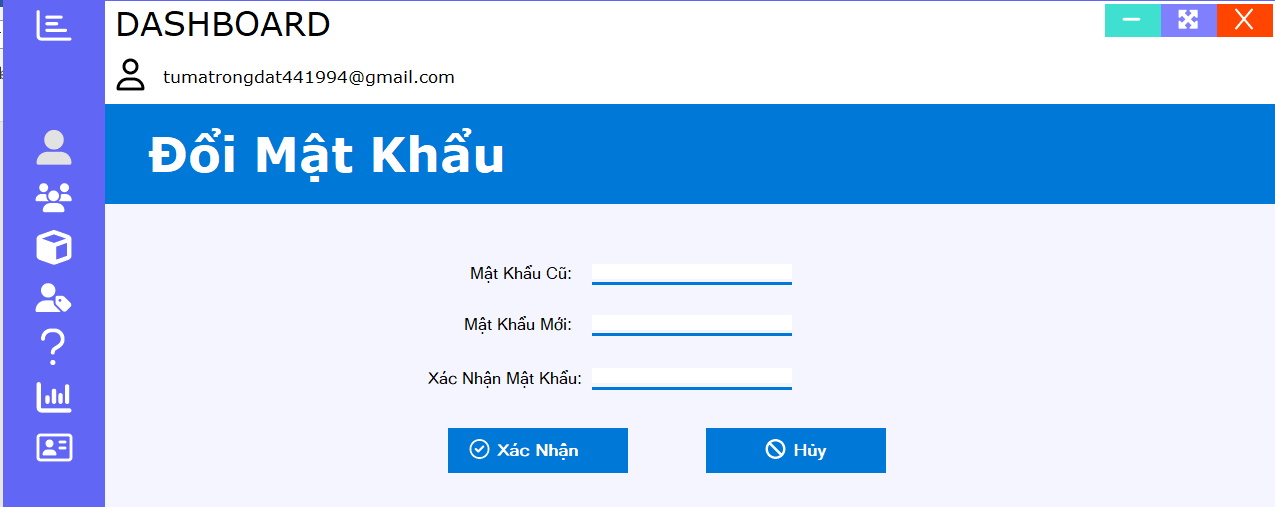 DASHBOARD
tumatrongdat441994@gmail.com
Đổi Mật Khẩu
Mật Khẩu Cũ:
Mật Khẩu Mới:
Xác Nhận Mật Khẩu:
Xác Nhận
Hủy